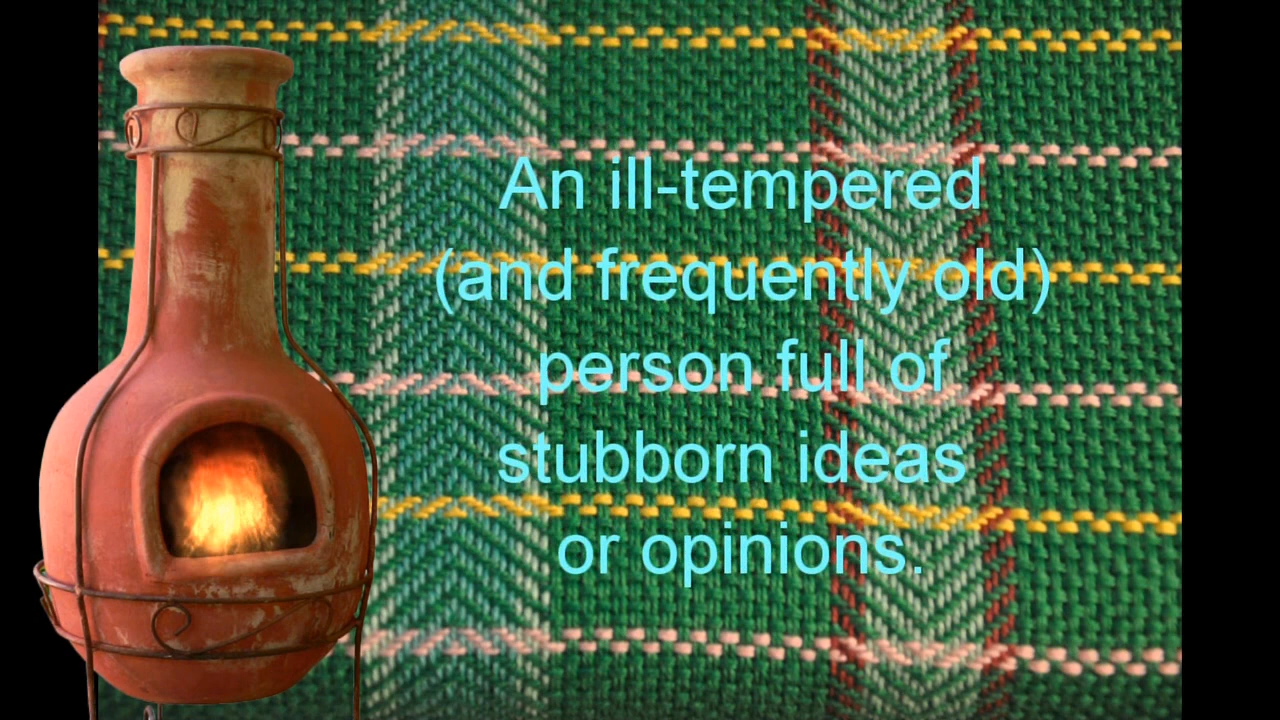 An ill-tempered
(and frequently old)
person full of
stubborn ideas
or opinions.